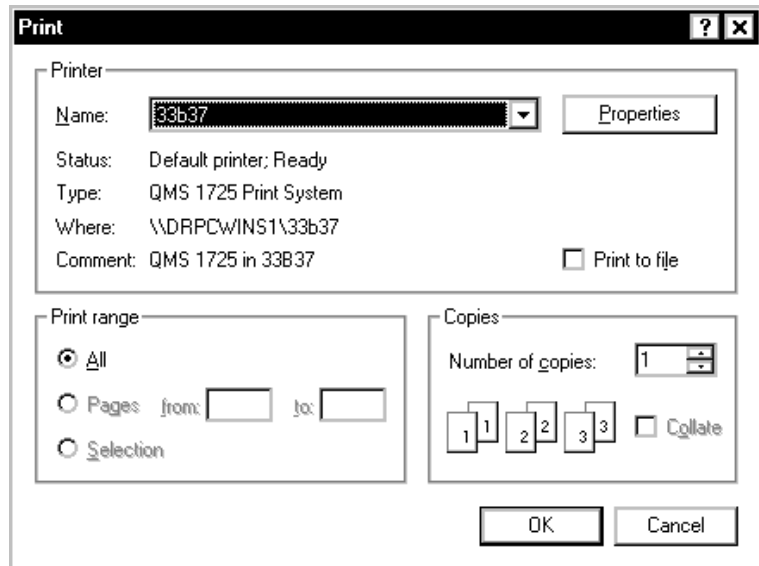 Print
Printer
Name: 33b37 Properties
Status: Default printer; Ready
Type: QMS 1725 Print System
Where: \\DRPCWINS1\33b37
Comment: QMS 1725 in 33B37 Print to file
Print range
All
Pages from: to:
Selection
Copies
Number of copies: 1
1 1 2 2 3 3 Collate
OK Cancel